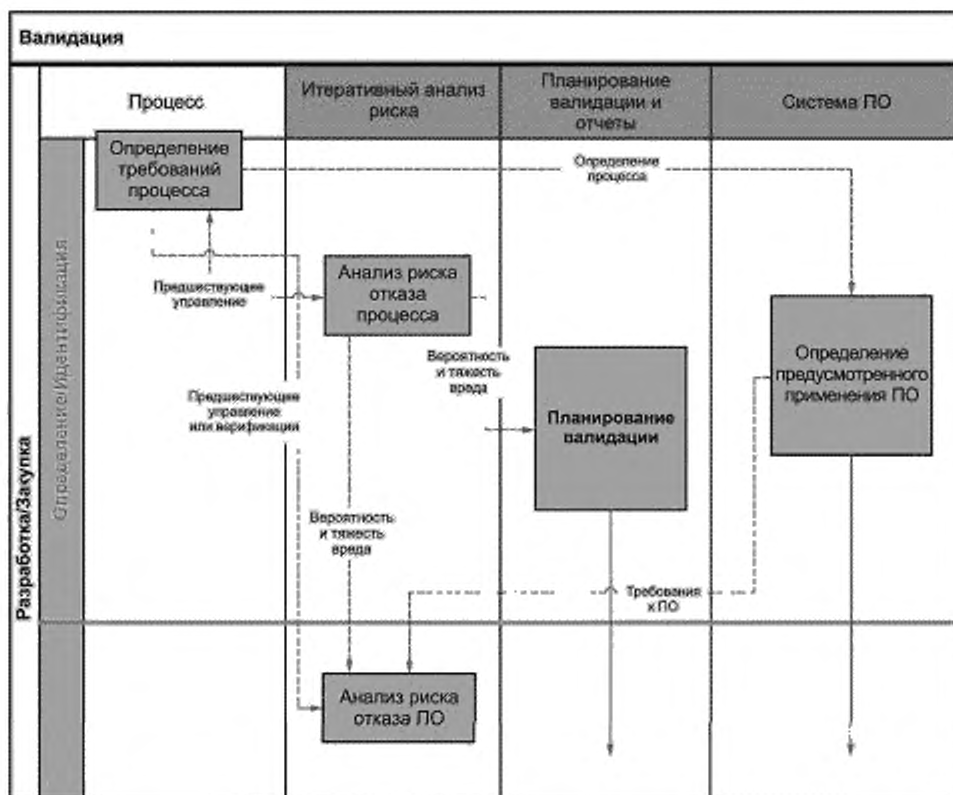 Валидация
Процесс
Итеративный анализ
риска
Планирование
валидации и
отчеты
Система ПО
Разработка/Закупка
Определение/Идентификация
Определение
требований
процесса
Определение
процесса
Предшествующее
управление
Анализ риска
отказа
процесса
Вероятность
и тяжесть
вреда
Планирование
валидации
Определение
предусмотренного
применения ПО
Предшествующее
управление
или верификации
Вероятность
и тяжесть
вреда
Требования
к ПО
Анализ риска
отказа ПО